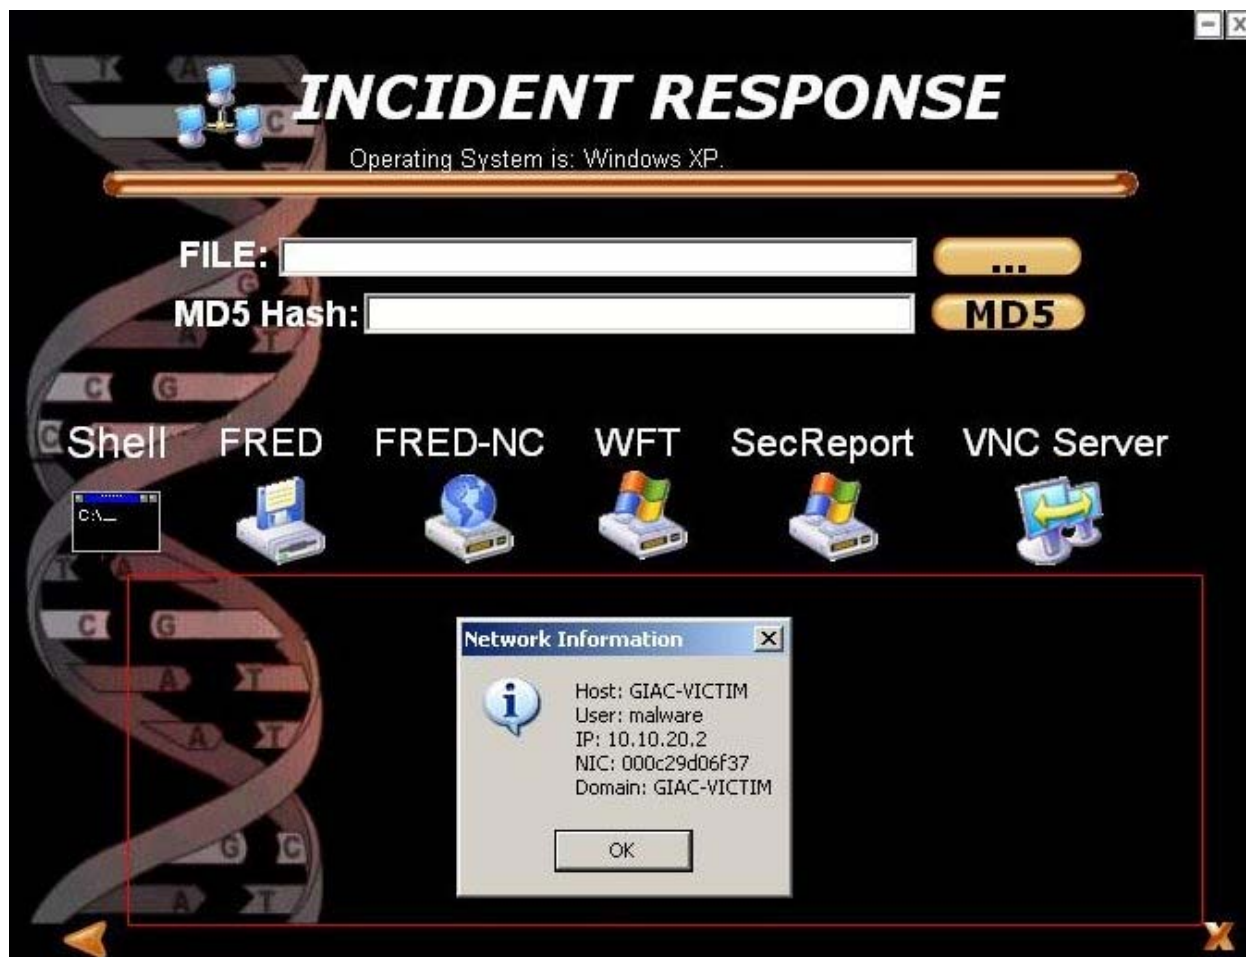 INCIDENT RESPONSE
Operating System is: Windows XP.
FILE:
...
MD5 Hash:
MD5
Shell
FRED
FRED-NC
WFT
SecReport
VNC Server
C:\_
Network Information
Host: GIAC-VICTIM
User: malware
IP: 10.10.20.2
NIC: 000c29d06f37
Domain: GIAC-VICTIM
OK
T A
C
G
A T
C G
C
T A
C G
A T
A T
G C
A T